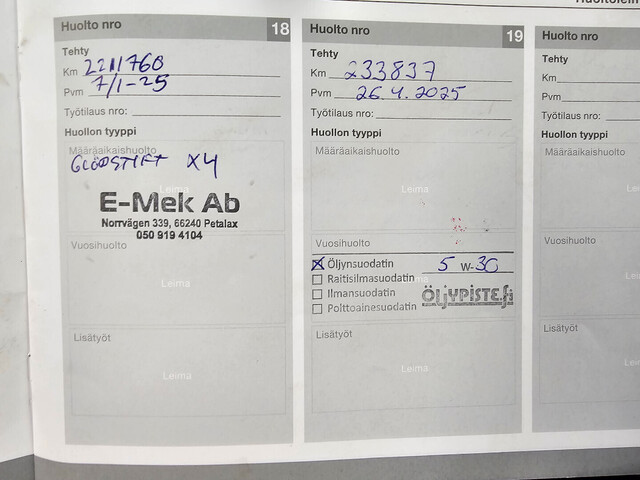 Huolto nro 18
Tehty
Km 2211760
Pvm 7/1-25
Työtilaus nro:
Huollon tyyppi
Määräaikaishuolto
GLÖDSTIFT X4
Leima
E-Mek Ab
Norrvägen 339, 66240 Petalax
050 919 4104
Vuosihuolto
Leima
Lisätyöt
Leima
Huolto nro 19
Tehty
Km 233837
Pvm 26.4.2025
Työtilaus nro:
Huollon tyyppi
Määräaikaishuolto
Leima
Vuosihuolto
Öljynsuodatin 5 W-30
Raitisilmasuodatin
Ilmansuodatin
Polttoainesuodatin
ÖLJYPISTE.fi
Lisätyöt
Leima
Huolto nro
Tehty
Km
Pvm
Työtilaus nro:
Huollon tyyppi
Määräaikaishuolto
Vuosihuolto
Lisätyöt